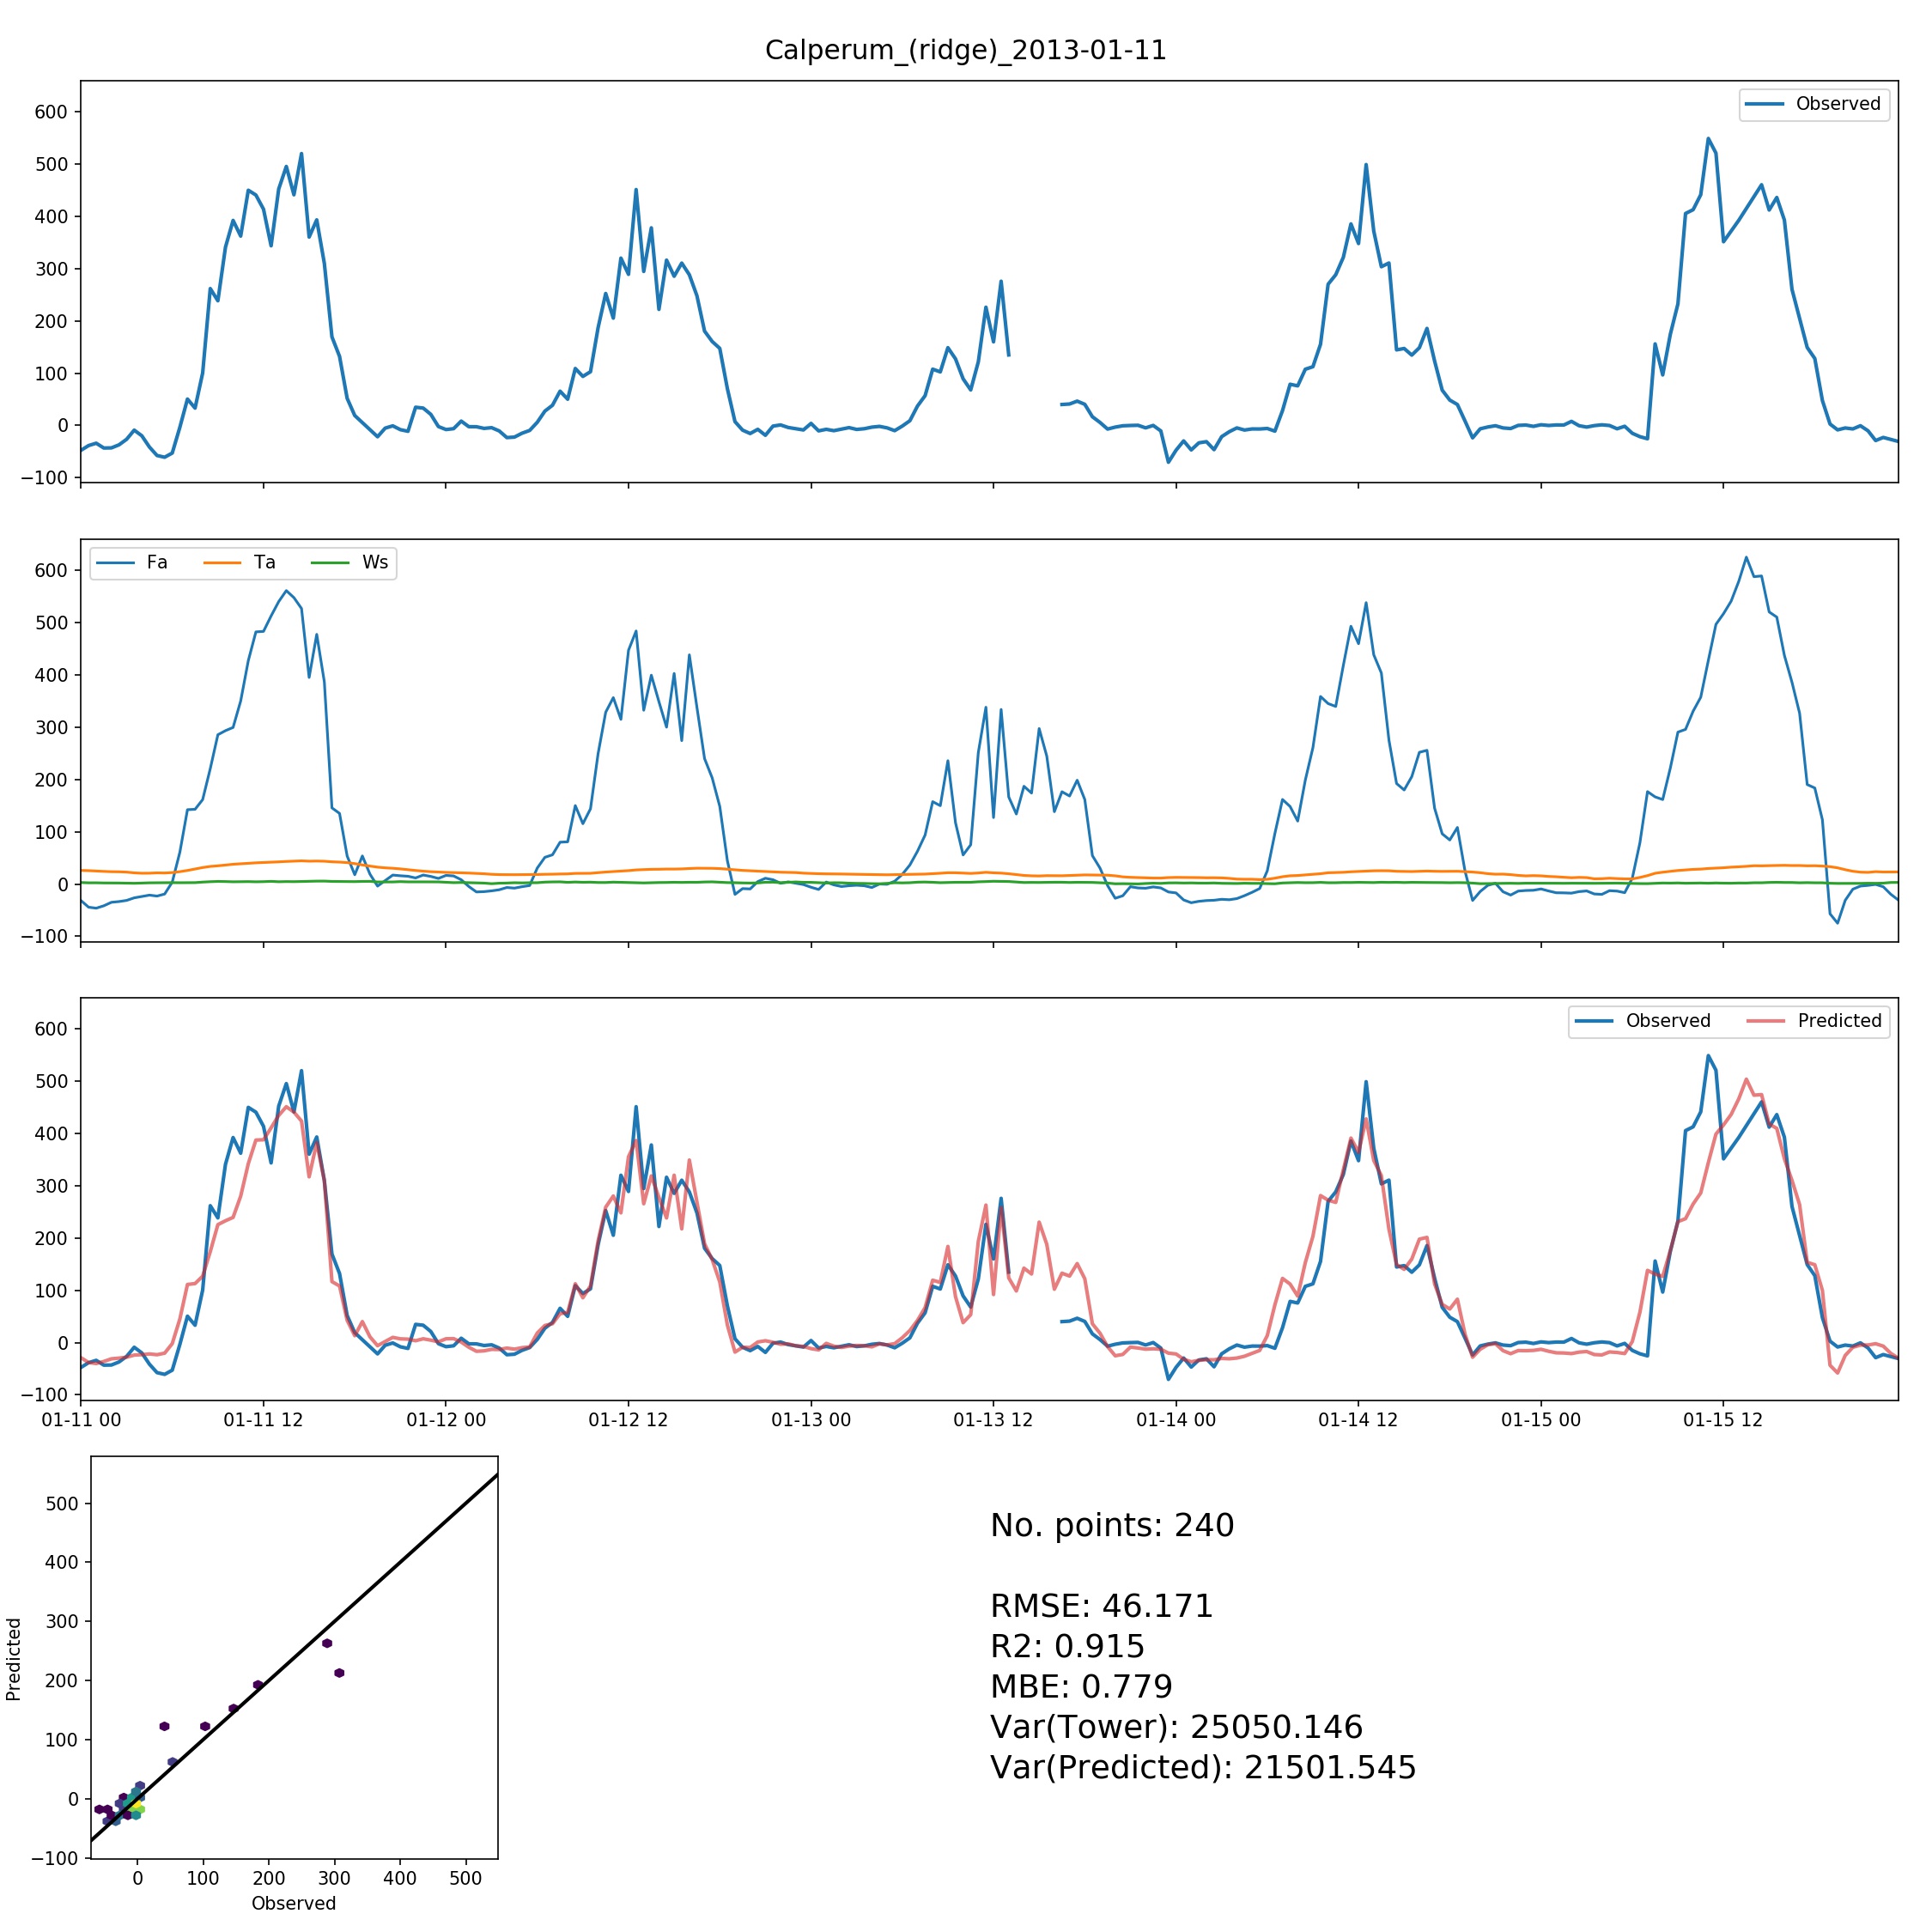 Calperum_(ridge)_2013-01-11
Observed
600
500
400
300
200
100
0
−100
Fa Ta Ws
600
500
400
300
200
100
0
−100
Observed Predicted
600
500
400
300
200
100
0
−100
01-11 00 01-11 12 01-12 00 01-12 12 01-13 00 01-13 12 01-14 00 01-14 12 01-15 00 01-15 12
500
400
300
200
100
0
−100
Predicted
0 100 200 300 400 500
Observed
No. points: 240
RMSE: 46.171
R2: 0.915
MBE: 0.779
Var(Tower): 25050.146
Var(Predicted): 21501.545